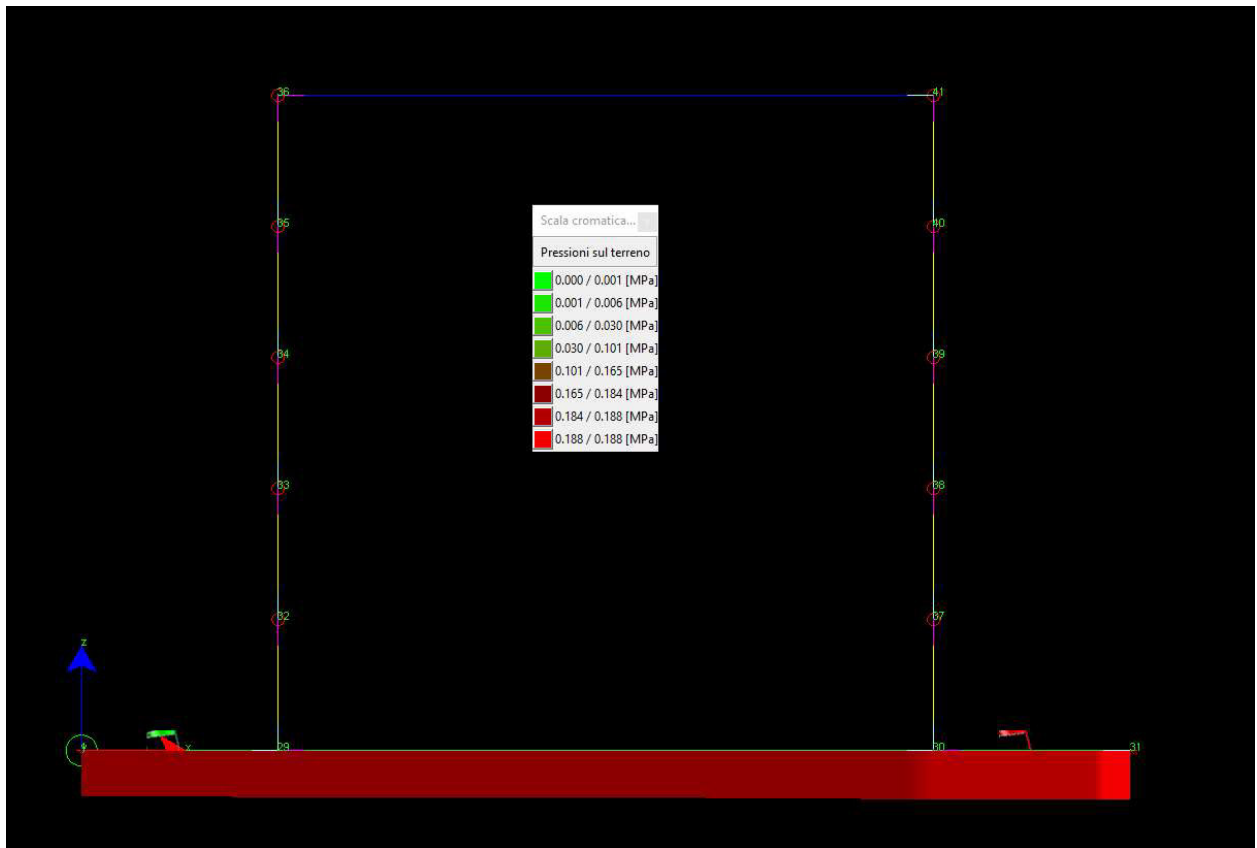 36 41
Scala cromatica...
35 40
Pressioni sul terreno
0.000 / 0.001 [MPa]
0.001 / 0.006 [MPa]
0.006 / 0.030 [MPa]
34 39
0.030 / 0.101 [MPa]
0.101 / 0.165 [MPa]
0.165 / 0.184 [MPa]
0.184 / 0.188 [MPa]
0.188 / 0.188 [MPa]
33 38
32 37
z
x 29 30 31